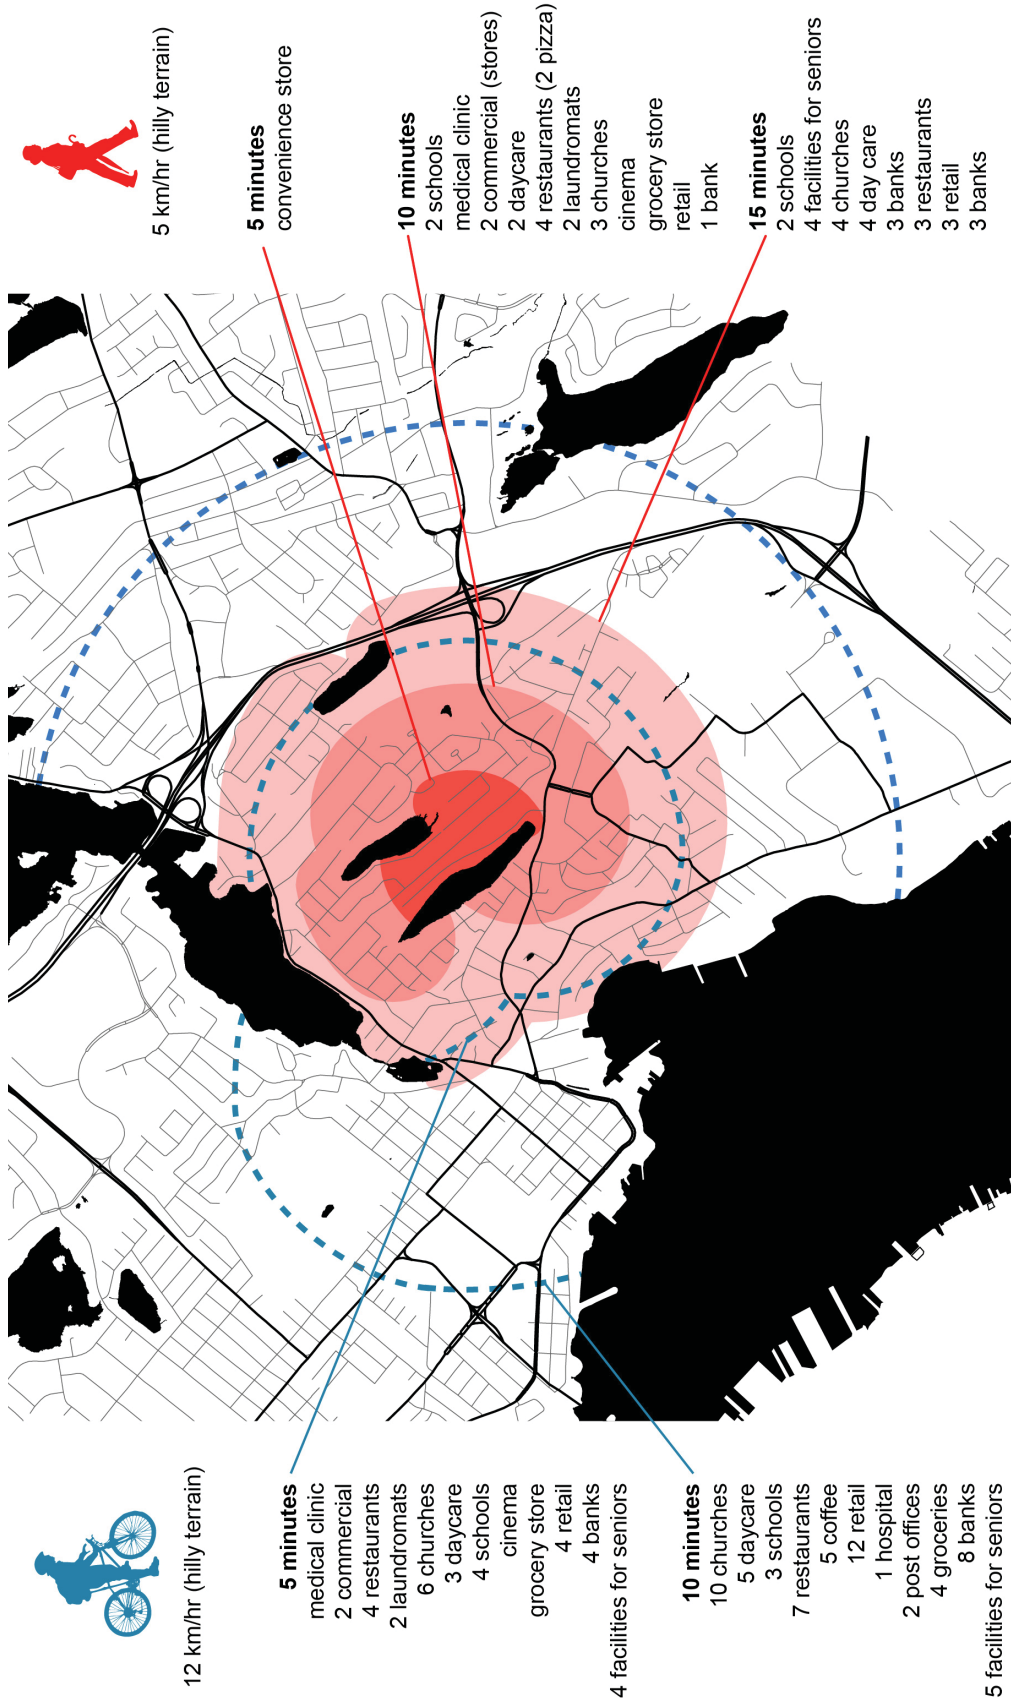 12 km/hr (hilly terrain)
5 minutes
medical clinic
2 commercial
4 restaurants
2 laundromats
6 churches
3 daycare
4 schools
cinema
grocery store
4 retail
4 banks
4 facilities for seniors
10 minutes
10 churches
5 daycare
3 schools
7 restaurants
5 coffee
12 retail
1 hospital
2 post offices
4 groceries
8 banks
5 facilities for seniors
5 km/hr (hilly terrain)
5 minutes
convenience store
10 minutes
2 schools
medical clinic
2 commercial (stores)
2 daycare
4 restaurants (2 pizza)
2 laundromats
3 churches
cinema
grocery store
retail
1 bank
15 minutes
2 schools
4 facilities for seniors
4 churches
4 day care
3 banks
3 restaurants
3 retail
3 banks